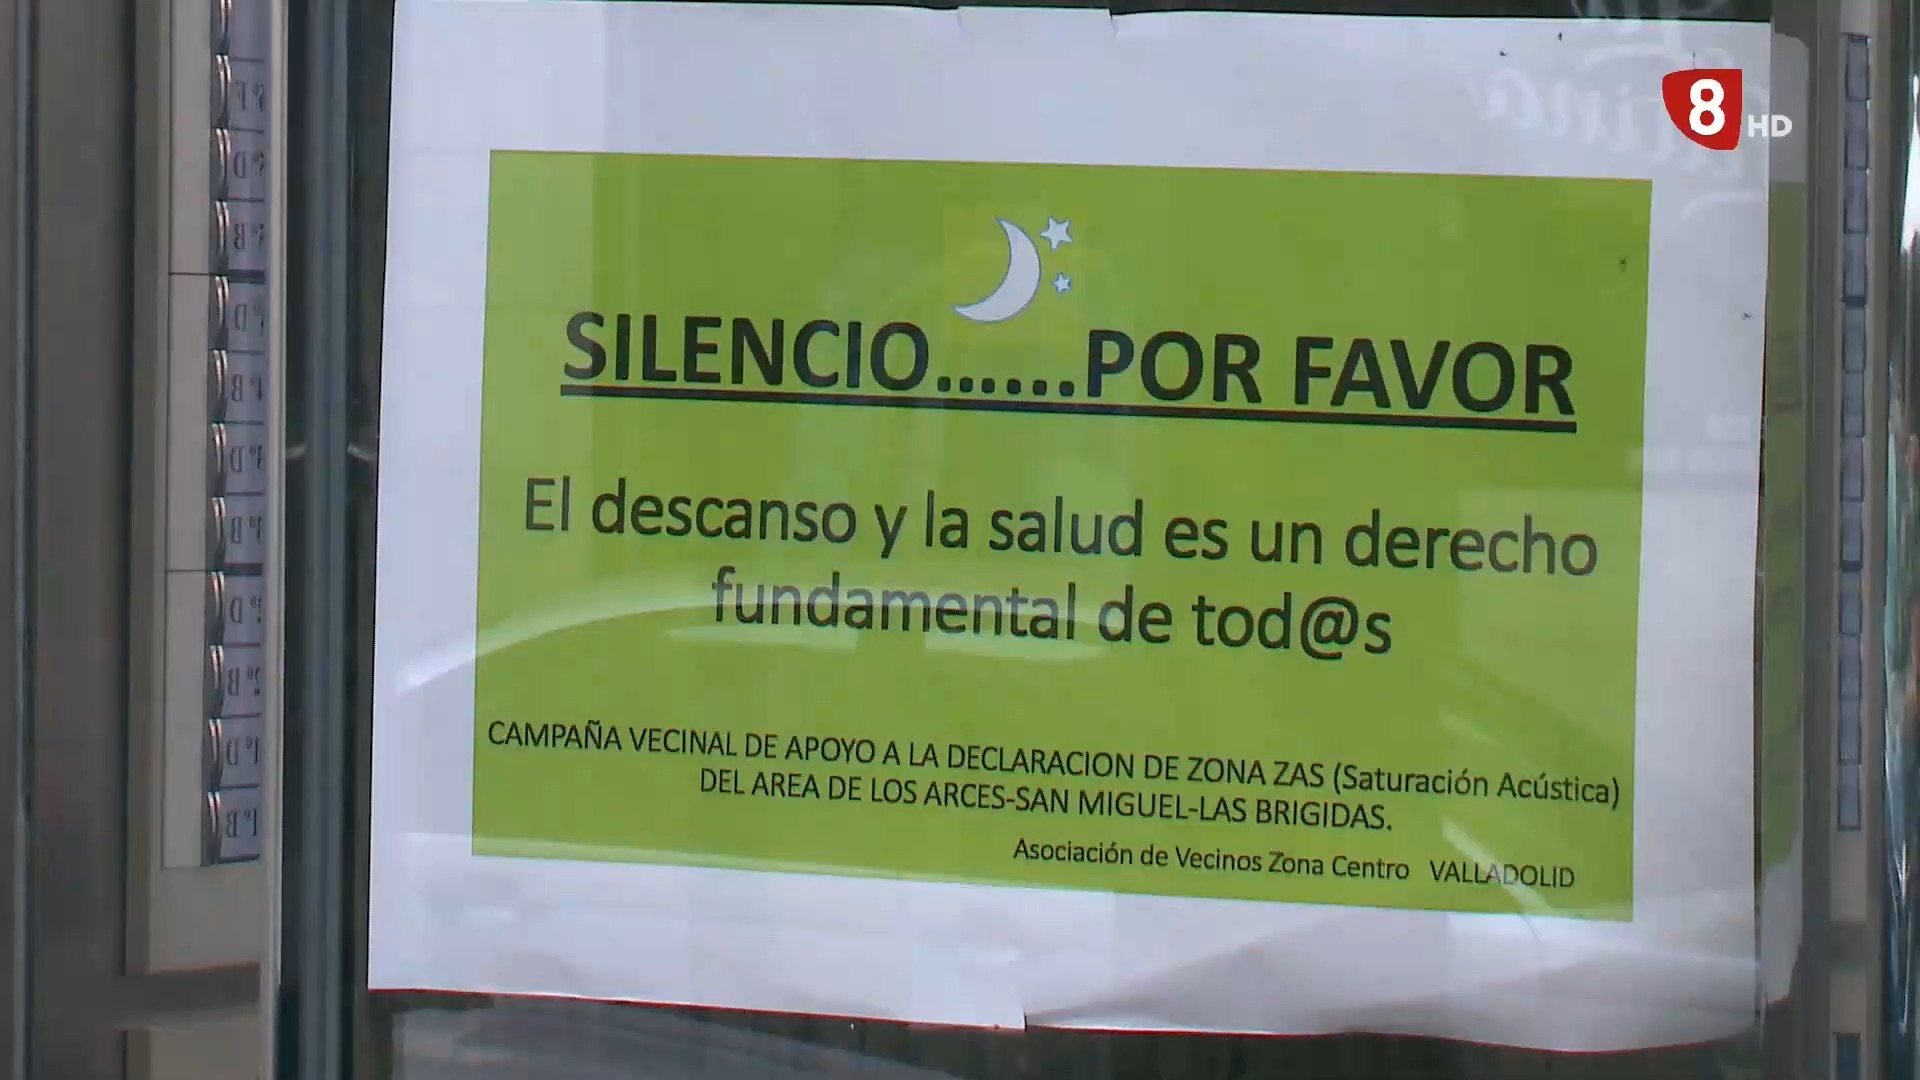 8 HD
SILENCIO......POR FAVOR
El descanso y la salud es un derecho
fundamental de tod@s
CAMPAÑA VECINAL DE APOYO A LA DECLARACION DE ZONA ZAS (Saturación Acústica)
DEL AREA DE LOS ARCES-SAN MIGUEL-LAS BRIGIDAS.
Asociación de Vecinos Zona Centro VALLADOLID